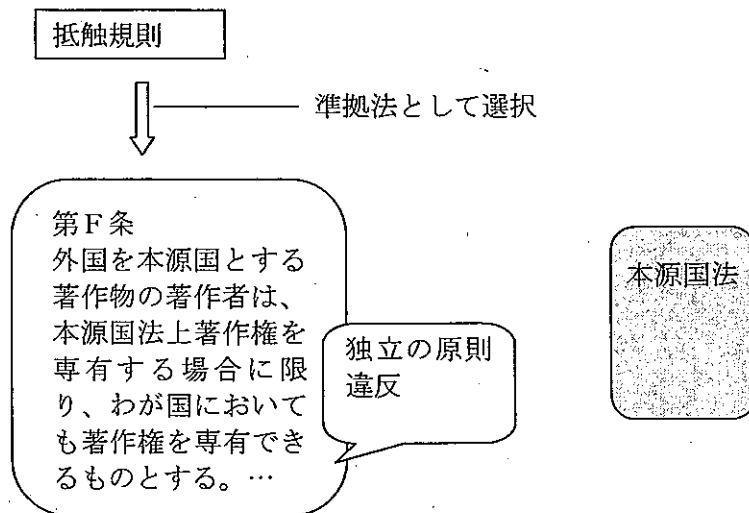 抵触規則
準拠法として選択
第F条
外国を本源国とする
著作物の著作者は、
本源国法上著作権を
専有する場合に限
り、わが国において
も著作権を専有でき
るものとする。…
独立の原則
違反
本源国法